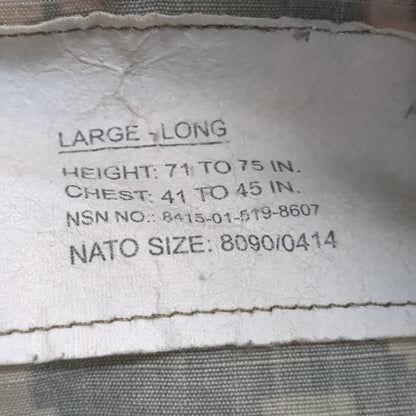 LARGE - LONG
HEIGHT: 71 TO 75 IN.
CHEST: 41 TO 45 IN.
NSN NO.: 8415-01-519-8607
NATO SIZE: 8090/0414